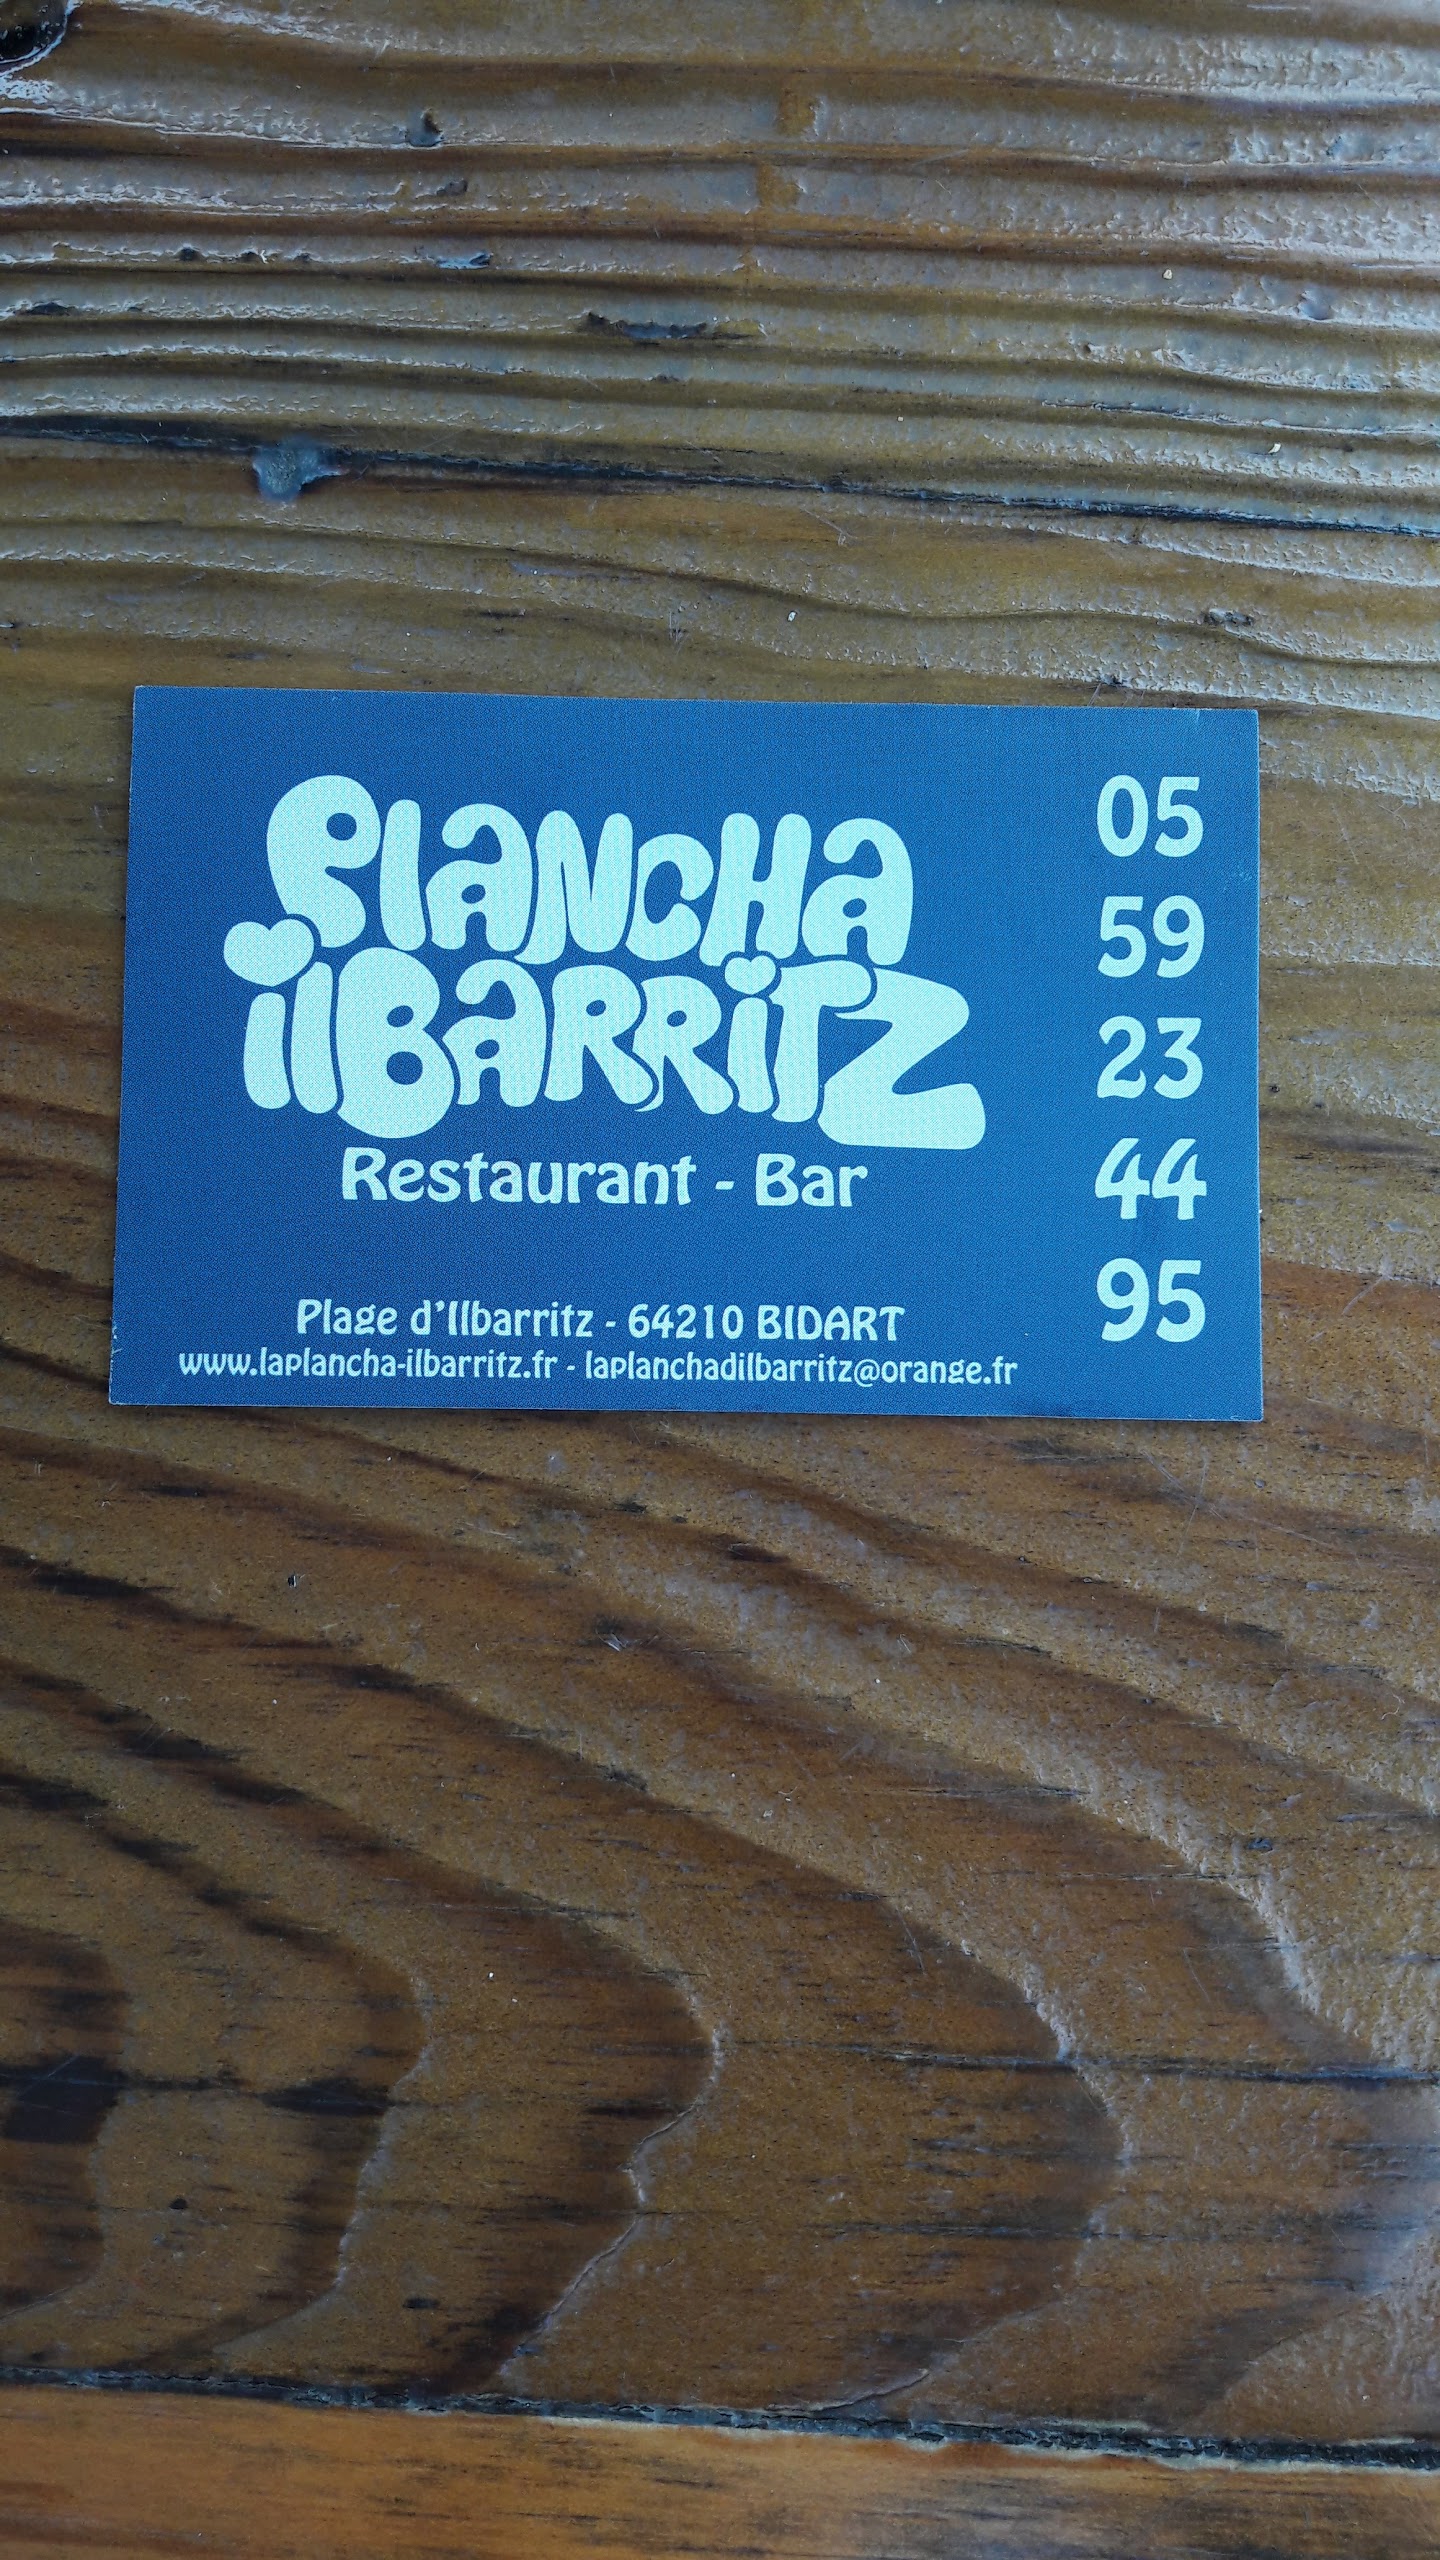 Plancha
ilBarritz
Restaurant - Bar
Plage d'Ilbarritz - 64210 BIDART
www.laplancha-ilbarritz.fr - laplanchadilbarritz@orange.fr
05
59
23
44
95